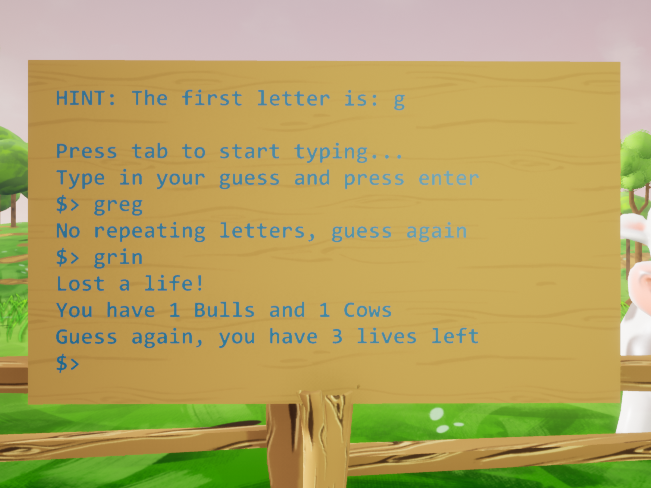 HINT: The first letter is: g
Press tab to start typing...
Type in your guess and press enter
$> greg
No repeating letters, guess again
$> grin
Lost a life!
You have 1 Bulls and 1 Cows
Guess again, you have 3 lives left
$>